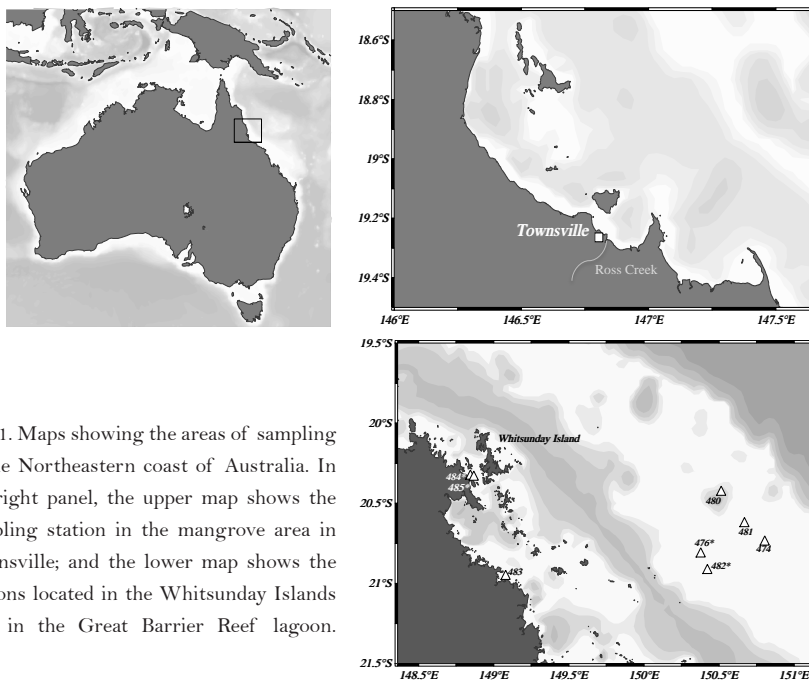 18.6°S
18.8°S
19°S
19.2°S
Townsville
Ross Creek
19.4°S
146°E 146.5°E 147°E 147.5°E
19.5°S
20°S
Whitsunday Island
484
485*
480
20.5°S
481
474
476*
482*
21°S
483
21.5°S
148.5°E 149°E 149.5°E 150°E 150.5°E 151°E
1. Maps showing the areas of sampling
e Northeastern coast of Australia. In
right panel, the upper map shows the
pling station in the mangrove area in
nsville; and the lower map shows the
ons located in the Whitsunday Islands
in the Great Barrier Reef lagoon.